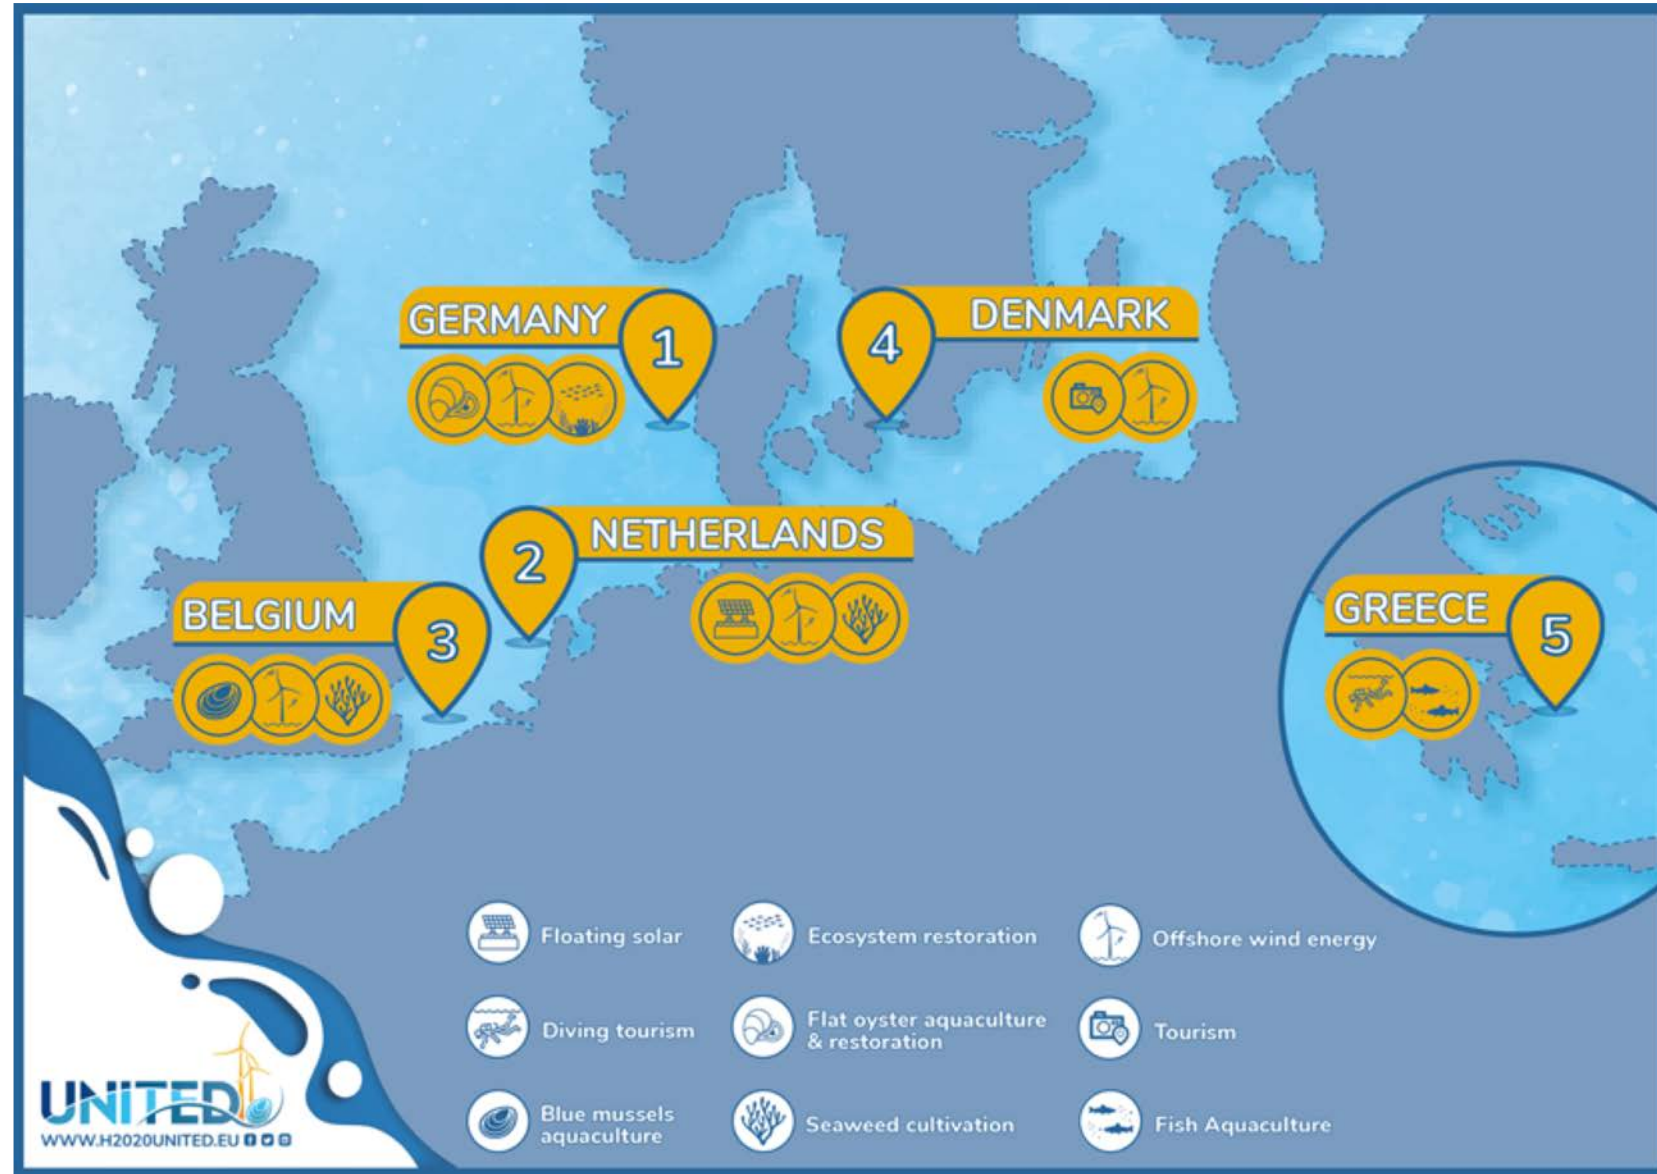 GERMANY
1
4
DENMARK
2
NETHERLANDS
BELGIUM
3
GREECE
5
Floating solar
Ecosystem restoration
Offshore wind energy
Diving tourism
Flat oyster aquaculture
& restoration
Tourism
Blue mussels
aquaculture
Seaweed cultivation
Fish Aquaculture
UNITED
WWW.H2020UNITED.EU